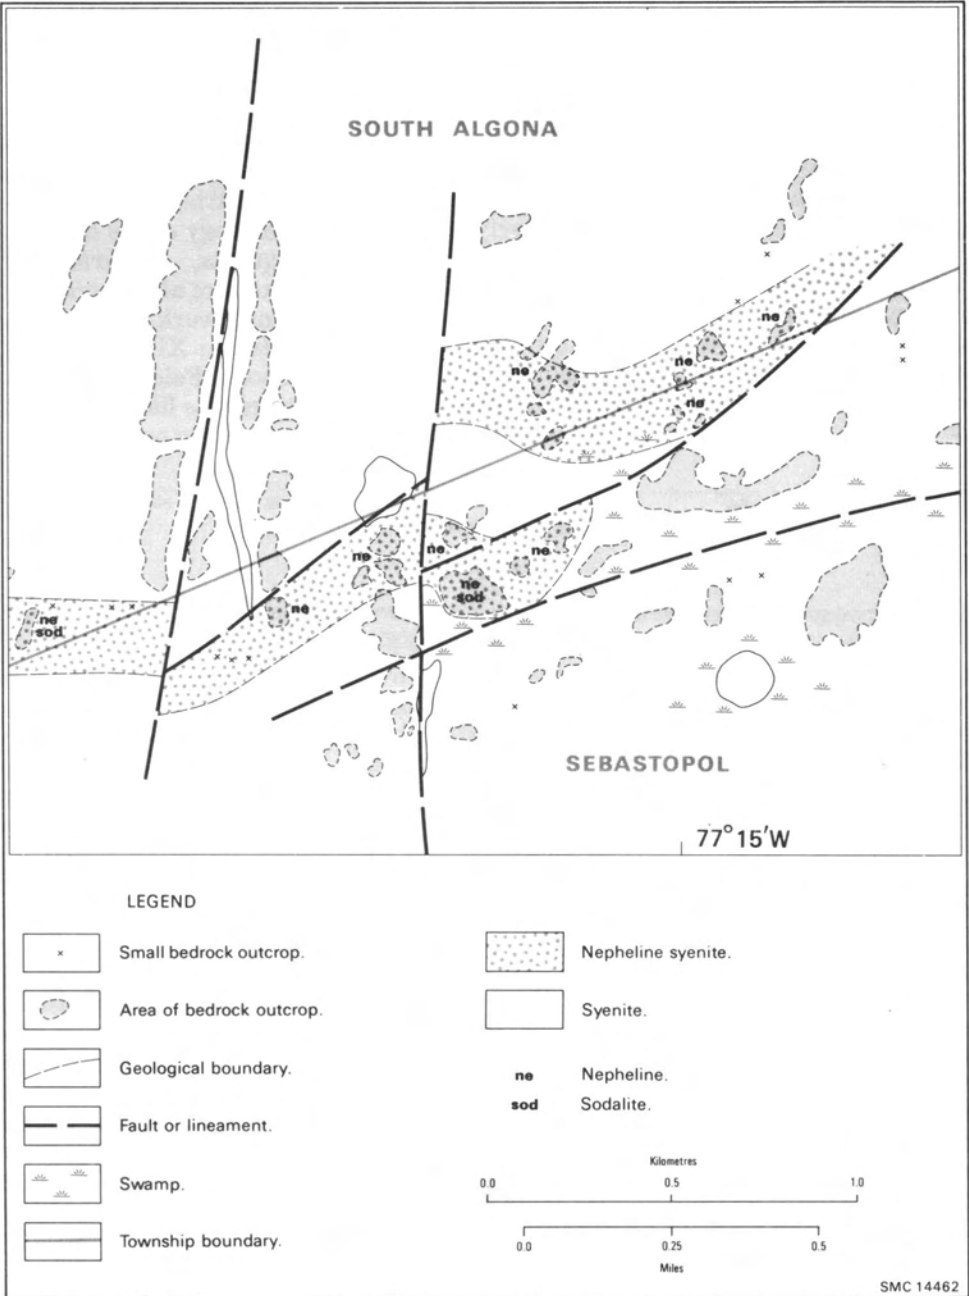 SOUTH ALGONA
ne
ne
ne
ne
ne
ne
ne
ne
sod
ne
ne
sod
SEBASTOPOL
77°15'W
LEGEND
Small bedrock outcrop.
Area of bedrock outcrop.
Geological boundary.
Fault or lineament.
Swamp.
Township boundary.
Nepheline syenite.
Syenite.
ne Nepheline.
sod Sodalite.
Kilometres
0.0 0.5 1.0
0.0 0.25 0.5
Miles
SMC 14462